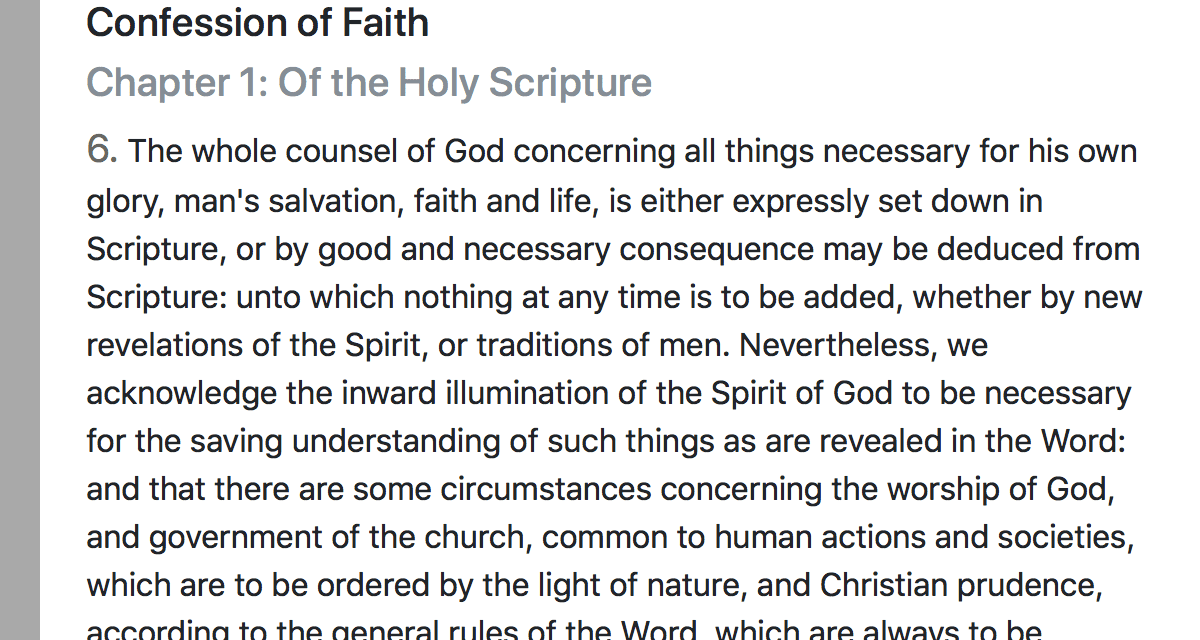 Confession of Faith
Chapter 1: Of the Holy Scripture
6. The whole counsel of God concerning all things necessary for his own
glory, man's salvation, faith and life, is either expressly set down in
Scripture, or by good and necessary consequence may be deduced from
Scripture: unto which nothing at any time is to be added, whether by new
revelations of the Spirit, or traditions of men. Nevertheless, we
acknowledge the inward illumination of the Spirit of God to be necessary
for the saving understanding of such things as are revealed in the Word:
and that there are some circumstances concerning the worship of God,
and government of the church, common to human actions and societies,
which are to be ordered by the light of nature, and Christian prudence,
according to the general rules of the Word, which are always to be